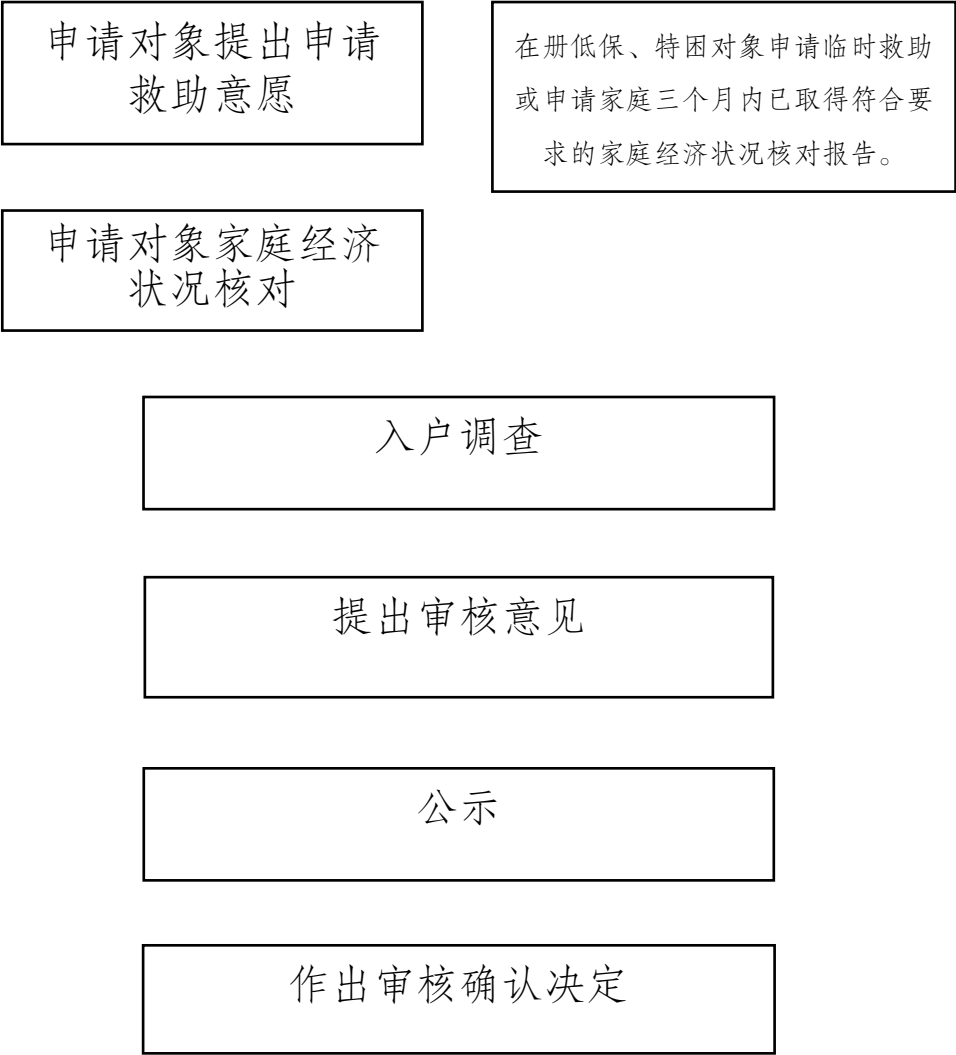 申请对象提出申请
救助意愿
在册低保、特困对象申请临时救助
或申请家庭三个月内已取得符合要
求的家庭经济状况核对报告。
申请对象家庭经济
状况核对
入户调查
提出审核意见
公示
作出审核确认决定